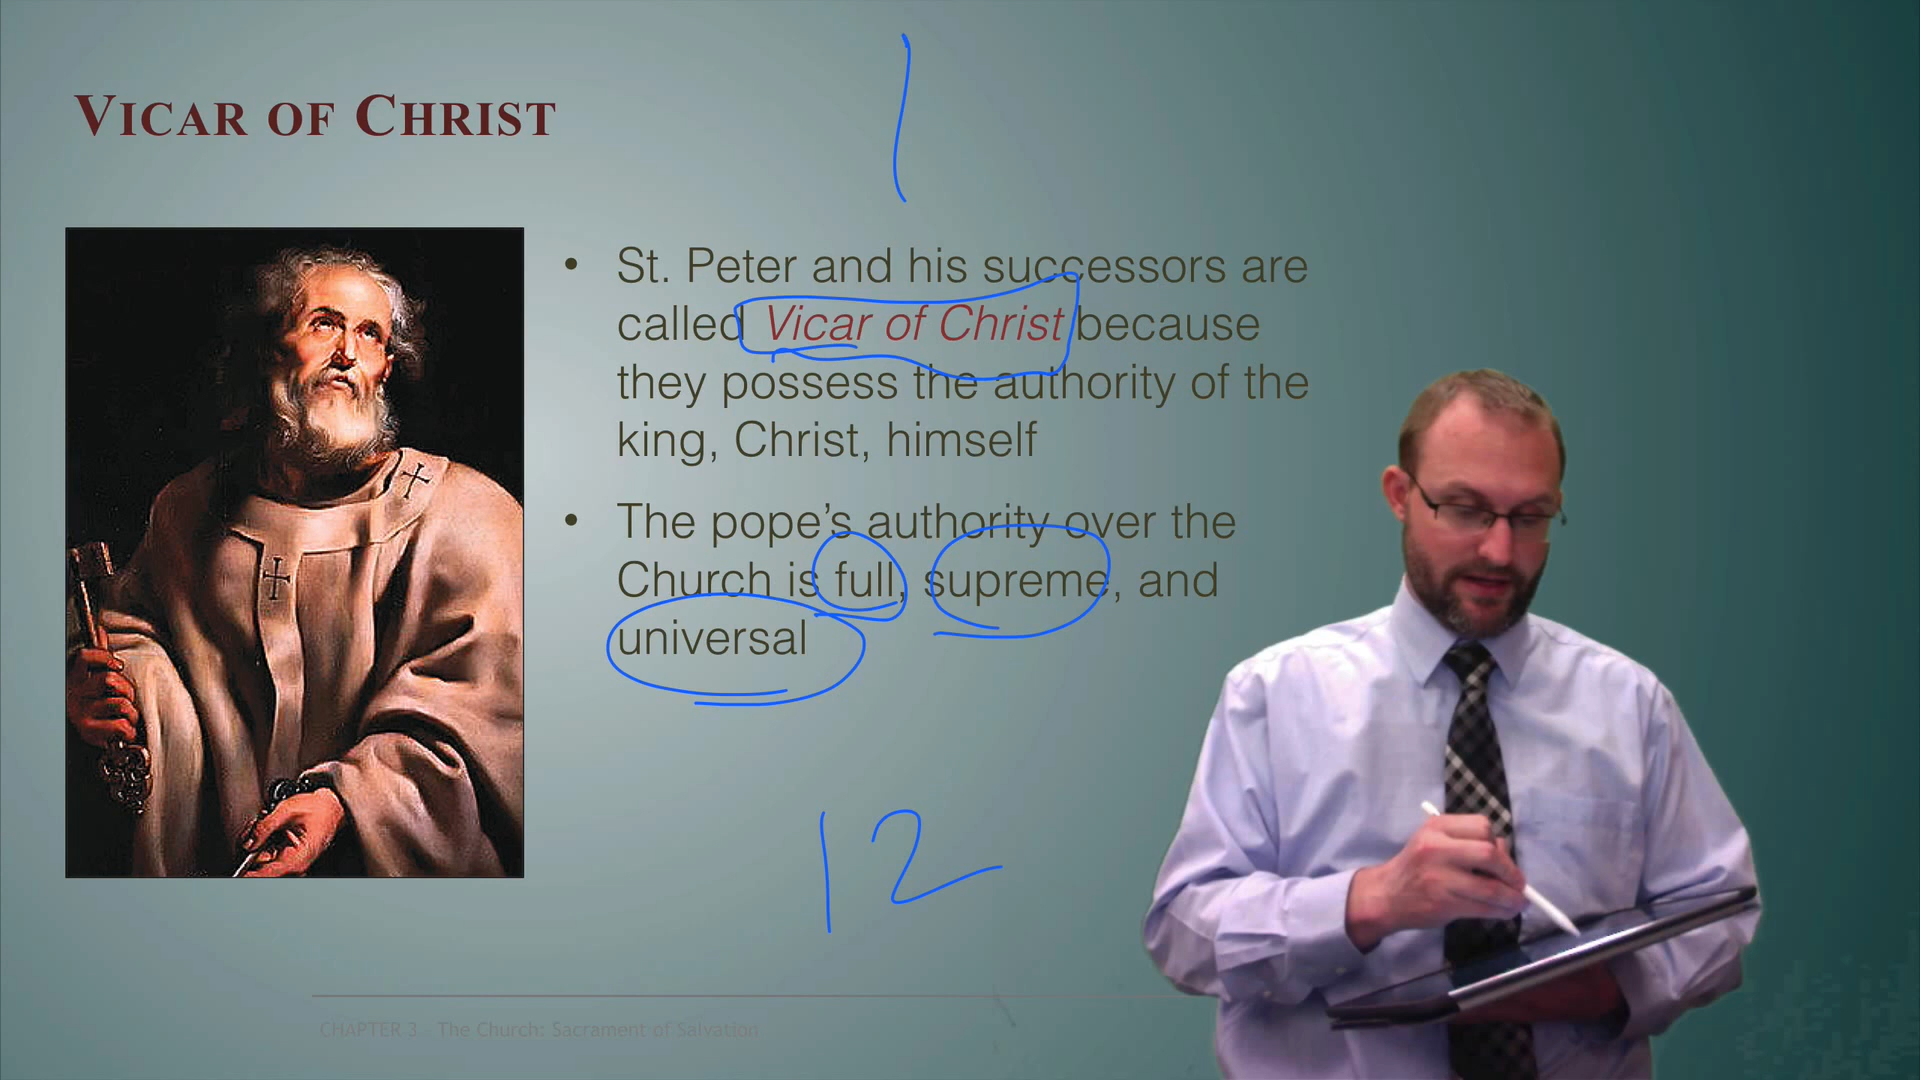 1
VICAR OF CHRIST
• St. Peter and his successors are
called Vicar of Christ because
they possess the authority of the
king, Christ, himself
• The pope's authority over the
Church is full, supreme, and
universal
12
CHAPTER 3 - The Church: Sacrament of Salvation